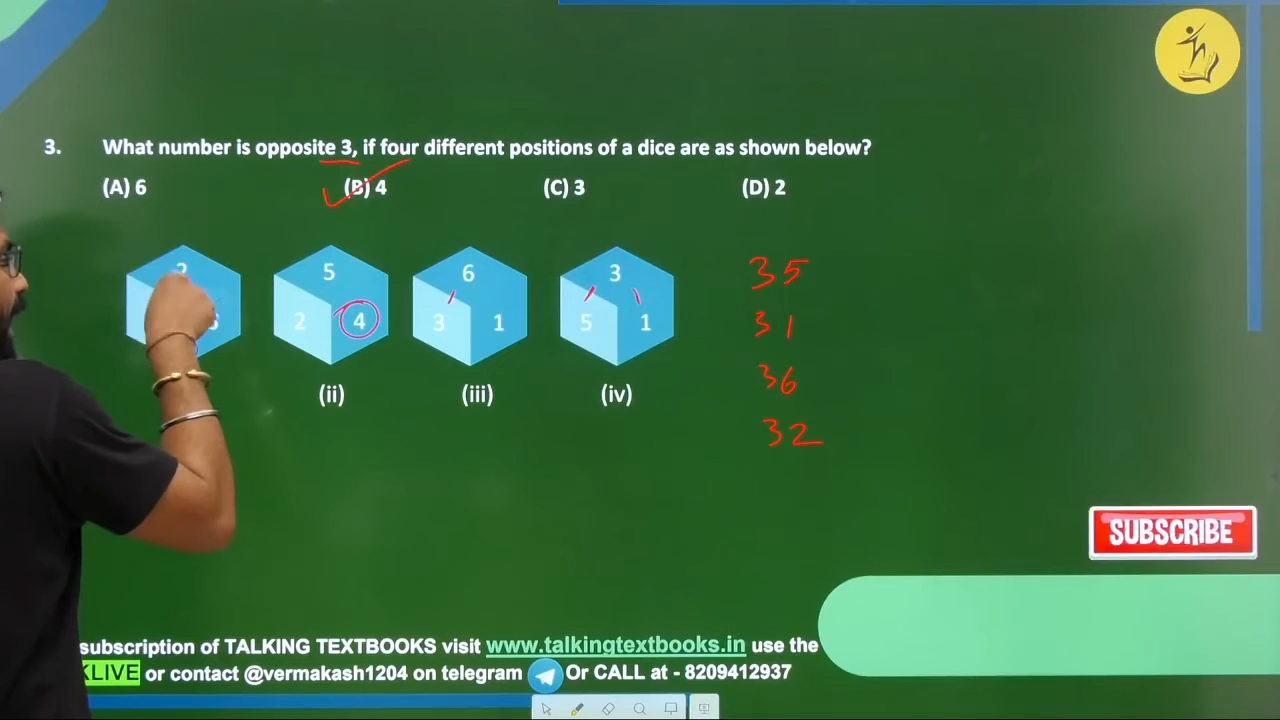 3. What number is opposite 3, if four different positions of a dice are as shown below?
(A) 6 (B) 4 (C) 3 (D) 2
2 5 6 3
2 4 3 1 5 1
(ii) (iii) (iv)
35
31
36
32
SUBSCRIBE
subscription of TALKING TEXTBOOKS visit www.talkingtextbooks.in use the
KLIVE or contact @vermakash1204 on telegram Or CALL at - 8209412937